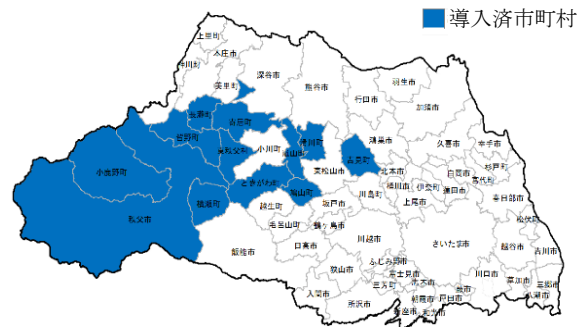 導入済市町村
上里町
本庄市
神川町
美里町
深谷市
熊谷市
羽生市
行田市
加須市
長瀞町
寄居町
皆野町
小川町
嵐山町
滑川町
東秩父村
吉見町
鴻巣市
久喜市
幸手市
杉戸町
宮代町
白岡市
北本市
桶川市
伊奈町
蓮田市
東松山市
小鹿野町
ときがわ町
鳩山町
川島町
上尾市
春日部市
秩父市
横瀬町
越生町
坂戸市
毛呂山町
鶴ヶ島市
松伏町
さいたま市
越谷市
吉川市
川越市
日高市
飯能市
ふじみ野市
富士見市
三芳町
志木市
狭山市
川口市
草加市
三郷市
八潮市
入間市
所沢市
朝霞市
戸田市
蕨市
新座市
和光市